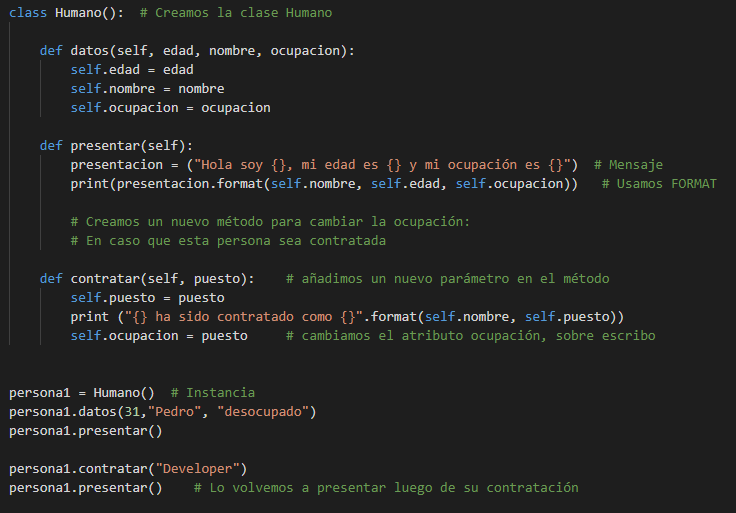 class Humano():  # Creamos la clase Humano
def datos(self, edad, nombre, ocupacion):
self.edad = edad
self.nombre = nombre
self.ocupacion = ocupacion
def presentar(self):
presentacion = ("Hola soy {}, mi edad es {} y mi ocupación es {}")  # Mensaje
print(presentacion.format(self.nombre, self.edad, self.ocupacion))   # Usamos FORMAT
# Creamos un nuevo método para cambiar la ocupación:
# En caso que esta persona sea contratada
def contratar(self, puesto):    # añadimos un nuevo parámetro en el método
self.puesto = puesto
print ("{} ha sido contratado como {}".format(self.nombre, self.puesto))
self.ocupacion = puesto     # cambiamos el atributo ocupación, sobre escribo
persona1 = Humano()  # Instancia
persona1.datos(31,"Pedro", "desocupado")
persona1.presentar()
persona1.contratar("Developer")
persona1.presentar()    # Lo volvemos a presentar luego de su contratación